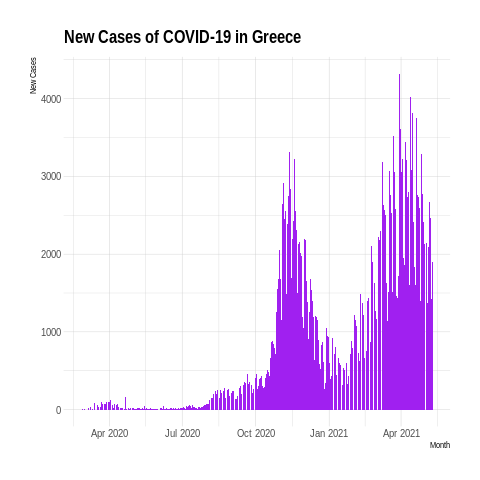 New Cases of COVID-19 in Greece
New Cases
4000
3000
2000
1000
0
Apr 2020 Jul 2020 Oct 2020 Jan 2021 Apr 2021
Month